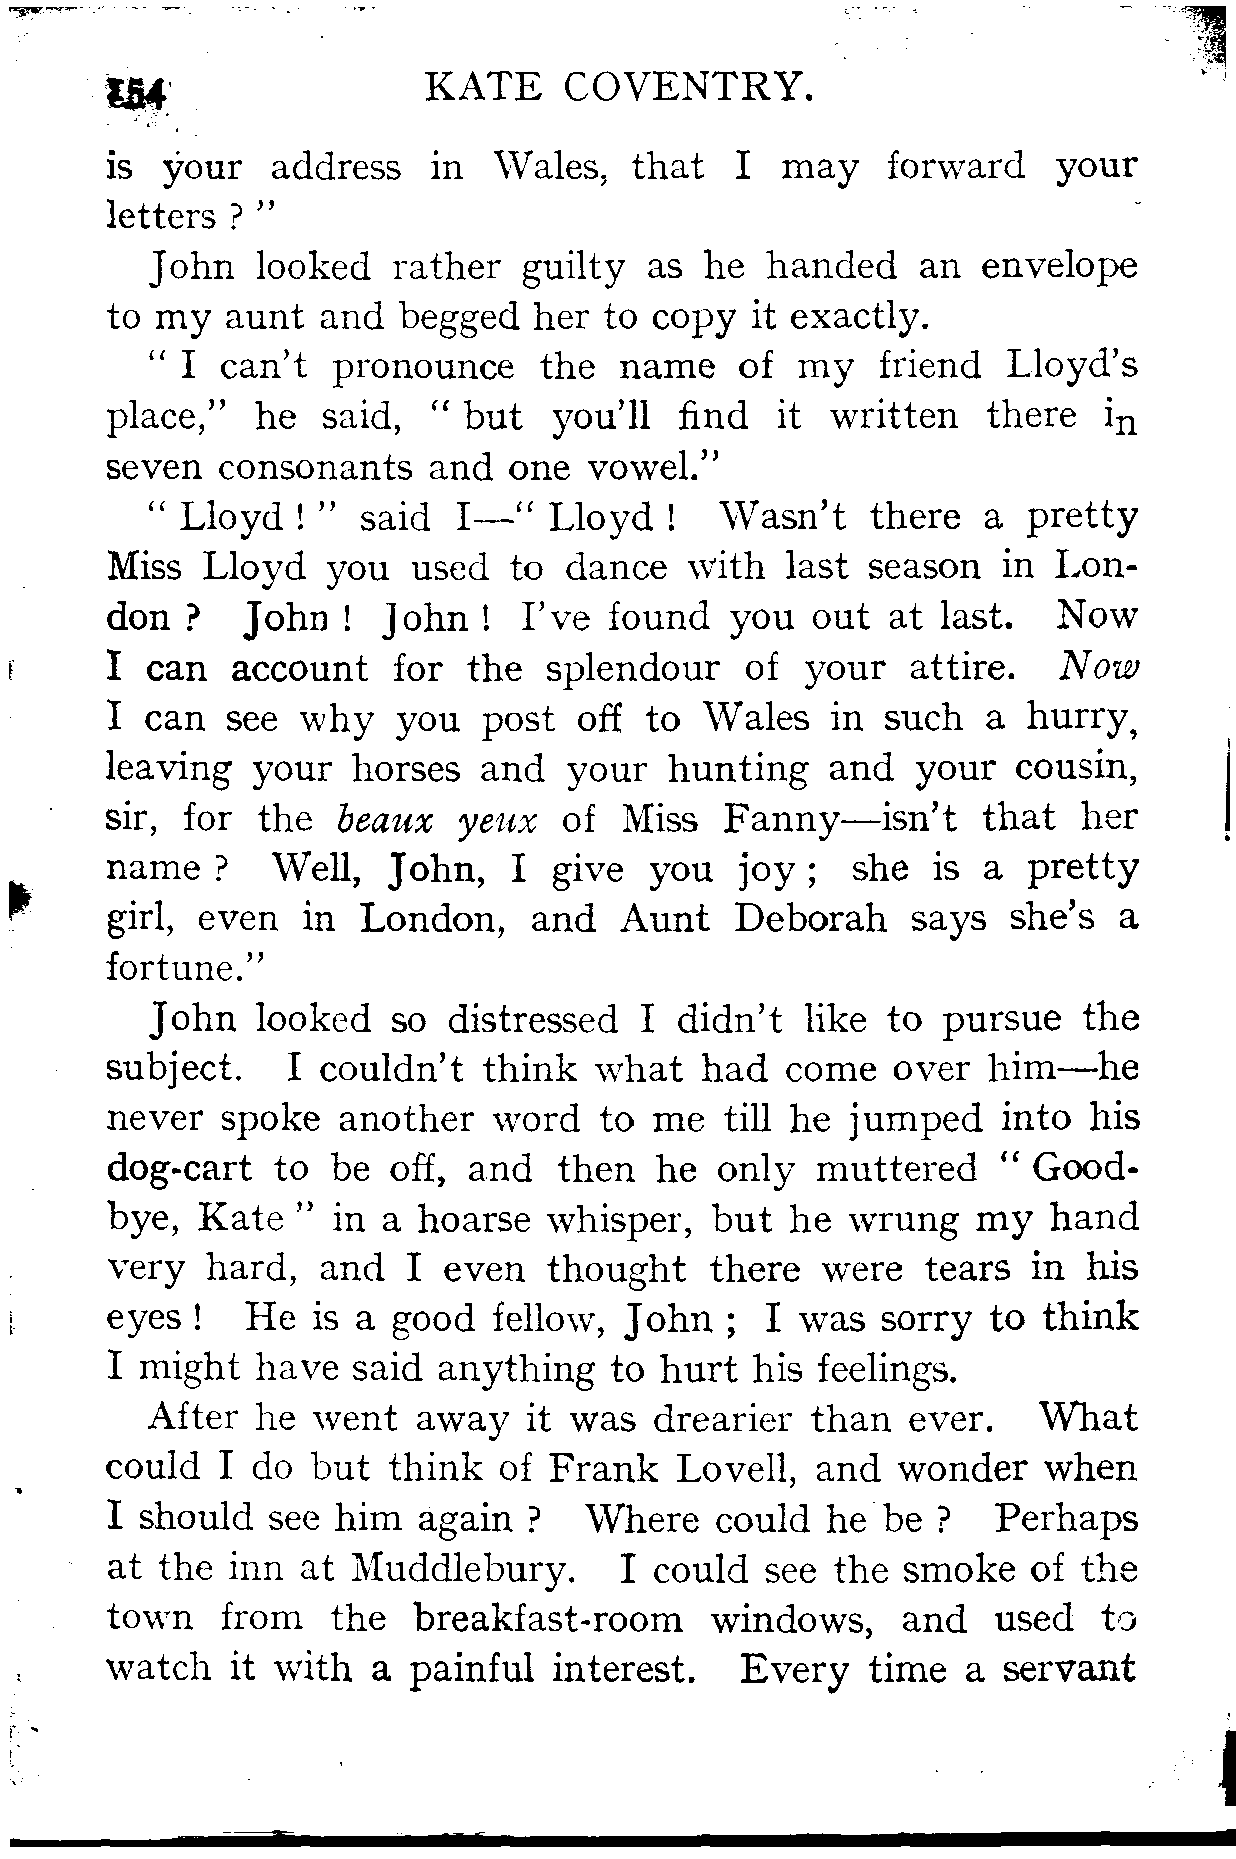 154 KATE COVENTRY.
is your address in Wales, that I may forward your
letters ? "
John looked rather guilty as he handed an envelope
to my aunt and begged her to copy it exactly.
" I can't pronounce the name of my friend Lloyd's
place," he said, " but you'll find it written there in
seven consonants and one vowel."
" Lloyd ! " said I—" Lloyd ! Wasn't there a pretty
Miss Lloyd you used to dance with last season in Lon-
don ? John ! John ! I've found you out at last. Now
I can account for the splendour of your attire. Now
I can see why you post off to Wales in such a hurry,
leaving your horses and your hunting and your cousin,
sir, for the beaux yeux of Miss Fanny—isn't that her
name ? Well, John, I give you joy ; she is a pretty
girl, even in London, and Aunt Deborah says she's a
fortune."
John looked so distressed I didn't like to pursue the
subject. I couldn't think what had come over him—he
never spoke another word to me till he jumped into his
dog-cart to be off, and then he only muttered " Good-
bye, Kate " in a hoarse whisper, but he wrung my hand
very hard, and I even thought there were tears in his
eyes ! He is a good fellow, John ; I was sorry to think
I might have said anything to hurt his feelings.
After he went away it was drearier than ever. What
could I do but think of Frank Lovell, and wonder when
I should see him again ? Where could he be ? Perhaps
at the inn at Muddlebury. I could see the smoke of the
town from the breakfast-room windows, and used to
watch it with a painful interest. Every time a servant